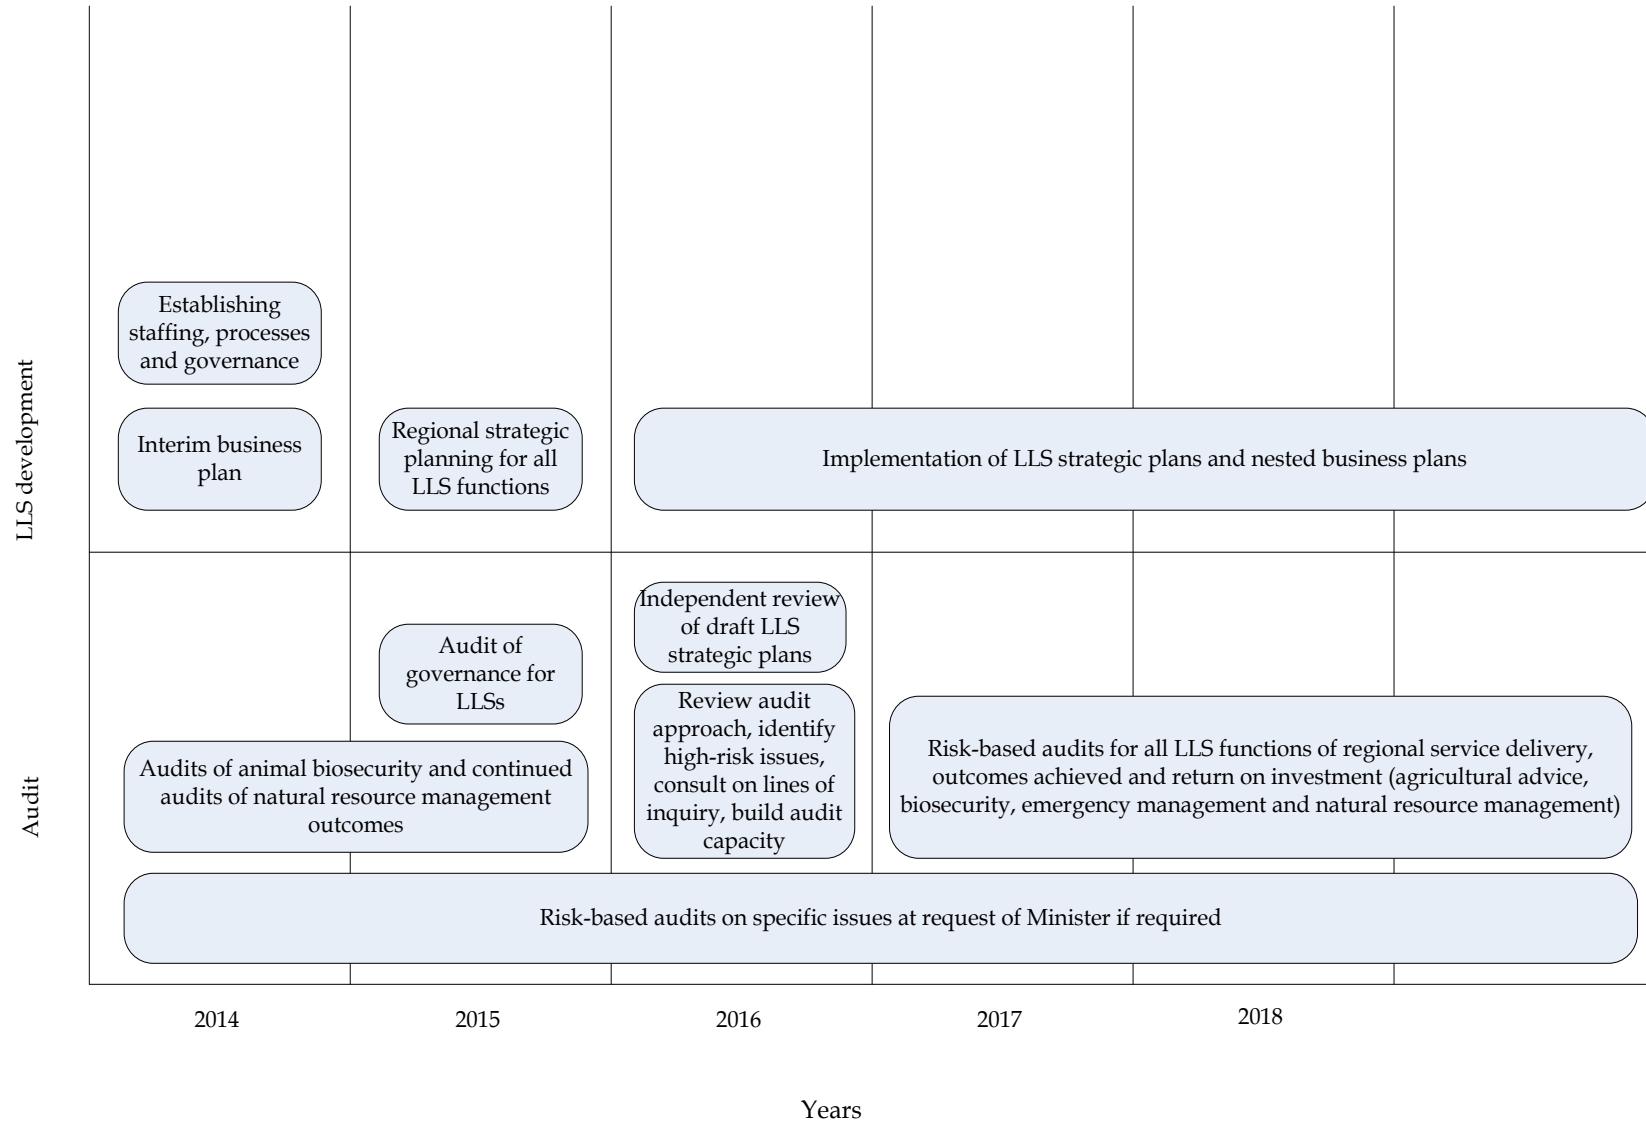 LLS development
Establishing
staffing, processes
and governance
Interim business
plan
Regional strategic
planning for all
LLS functions
Implementation of LLS strategic plans and nested business plans
Audit
Independent review
of draft LLS
strategic plans
Audit of
governance for
LLSs
Review audit
approach, identify
high-risk issues,
consult on lines of
inquiry, build audit
capacity
Risk-based audits for all LLS functions of regional service delivery,
outcomes achieved and return on investment (agricultural advice,
biosecurity, emergency management and natural resource management)
Audits of animal biosecurity and continued
audits of natural resource management
outcomes
Risk-based audits on specific issues at request of Minister if required
2014
2015
2016
2017
2018
Years